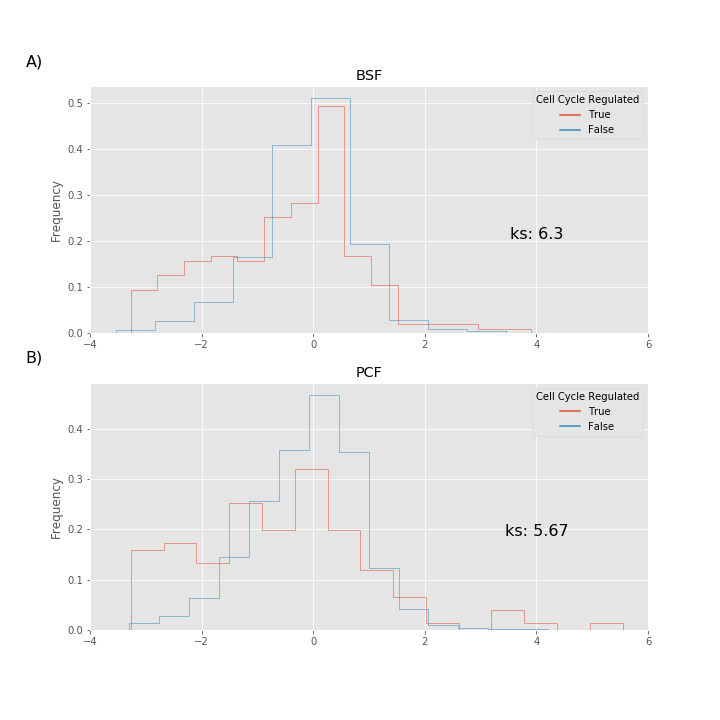 A)
BSF
Cell Cycle Regulated
True
False
Frequency
0.5
0.4
0.3
0.2
0.1
0.0
ks: 6.3
−4 −2 0 2 4 6
B)
PCF
Cell Cycle Regulated
True
False
Frequency
0.4
0.3
0.2
0.1
0.0
ks: 5.67
−4 −2 0 2 4 6